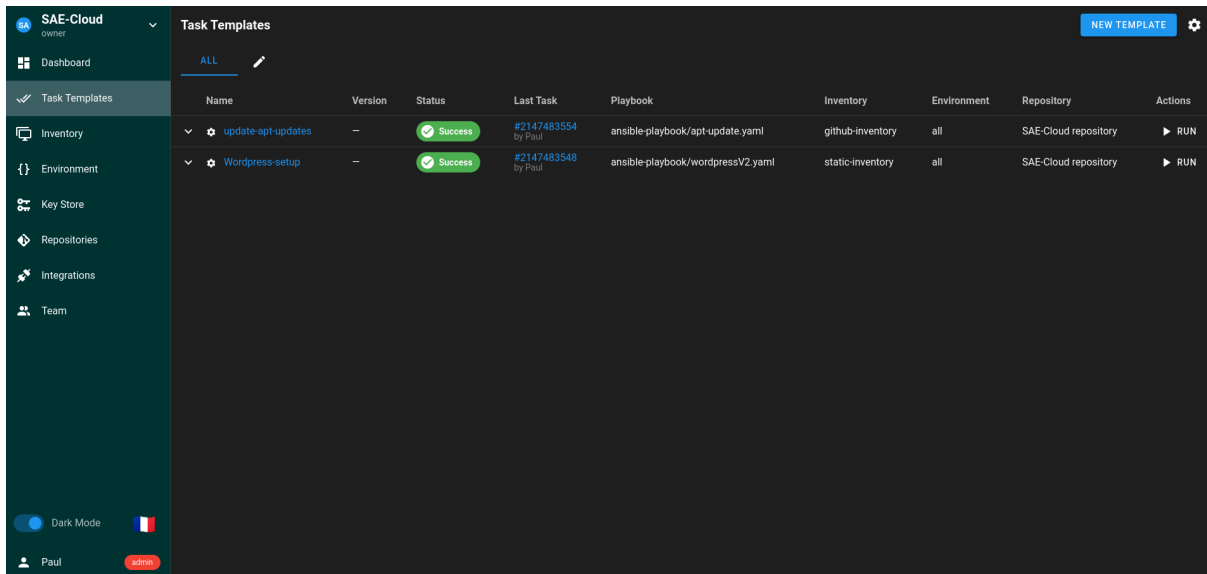 SA
SAE-Cloud
owner
Dashboard
Task Templates
Inventory
{} Environment
Key Store
Repositories
Integrations
Team
Dark Mode
Paul admin
Task Templates NEW TEMPLATE
ALL
Name Version Status Last Task Playbook Inventory Environment Repository Actions
update-apt-updates — Success #2147483554 ansible-playbook/apt-update.yaml github-inventory all SAE-Cloud repository RUN
by Paul
Wordpress-setup — Success #2147483548 ansible-playbook/wordpressV2.yaml static-inventory all SAE-Cloud repository RUN
by Paul